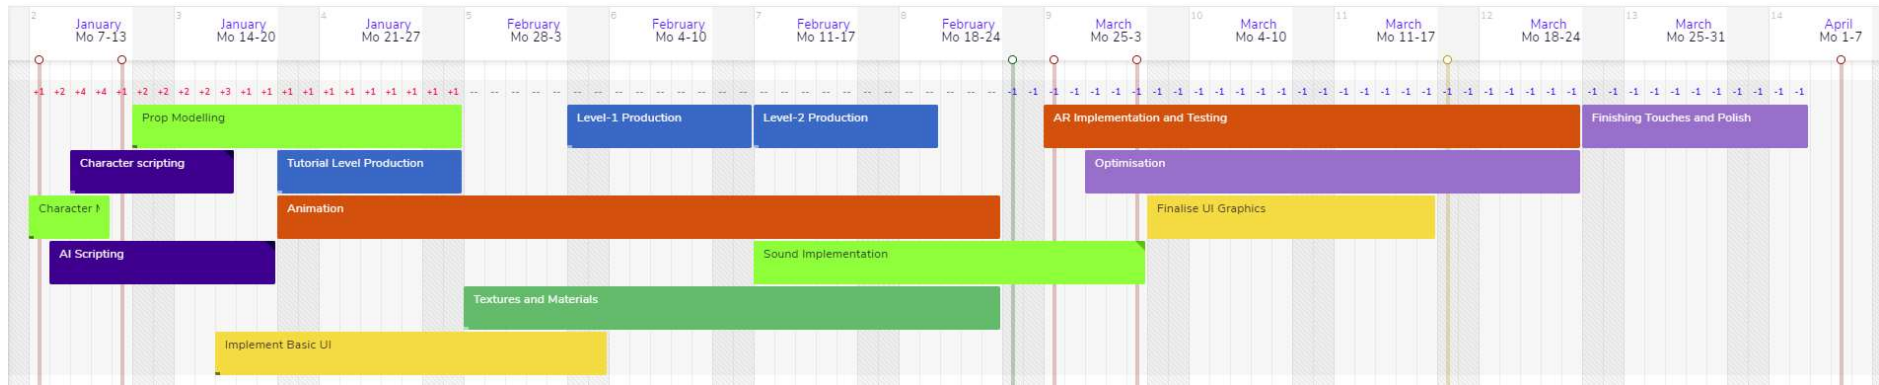 2 3 4 5 6 7 8 9 10 11 12 13 14
January January January February February February February March March March March March April
Mo 7-13 Mo 14-20 Mo 21-27 Mo 28-3 Mo 4-10 Mo 11-17 Mo 18-24 Mo 25-3 Mo 4-10 Mo 11-17 Mo 18-24 Mo 25-31 Mo 1-7
+1 +2 +4 +4 +1 +2 +2 +2 +2 +3 +1 +1 +1 +1 +1 +1 +1 +1 +1 +1 +1 -- -- -- -- -- -- -- -- -- -- -- -- -- -- -- -- -- -- -- -- -- -- -- -- -- -- -1 -1 -1 -1 -1 -1 -1 -1 -1 -1 -1 -1 -1 -1 -1 -1 -1 -1 -1 -1 -1 -1 -1 -1 -1 -1 -1 -1 -1 -1 -1 -1 -1 -1 -1 -1 -1 -1 -1
Prop Modelling Level-1 Production Level-2 Production AR Implementation and Testing Finishing Touches and Polish
Character scripting Tutorial Level Production Optimisation
Character Animation Finalise UI Graphics
AI Scripting Sound Implementation
Textures and Materials
Implement Basic UI